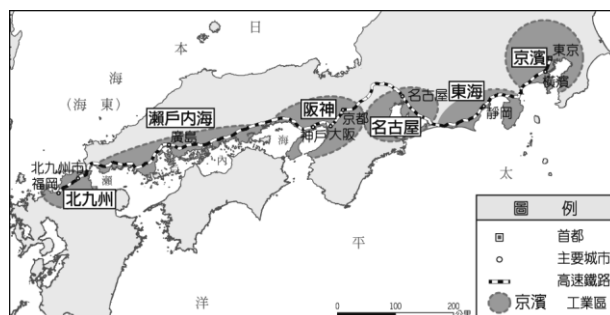 日
本
海
（東海）
京濱
東京
橫濱
東海
靜岡
名古屋
名古屋
阪神
京都
神戶
大阪
瀨戶內海
廣島
瀨
內
海
北九州市
福岡
北九州
太
平
洋
圖 例
首都
主要城市
高速鐵路
京濱 工業區
0 100 200
公里